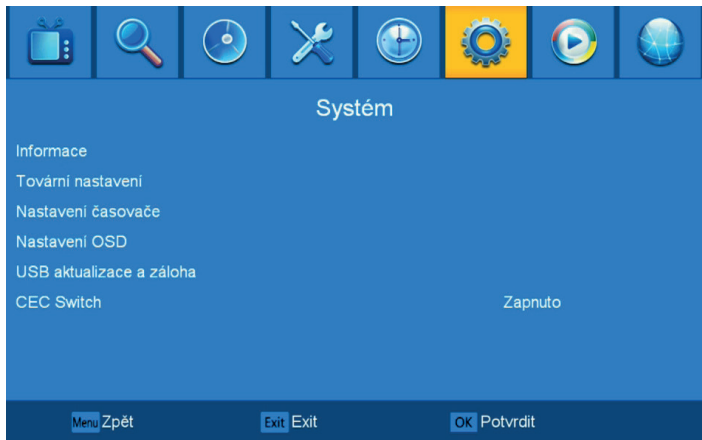 Systém
Informace
Tovární nastavení
Nastavení časovače
Nastavení OSD
USB aktualizace a záloha
CEC Switch Zapnuto
Menu Zpět Exit Exit OK Potvrdit